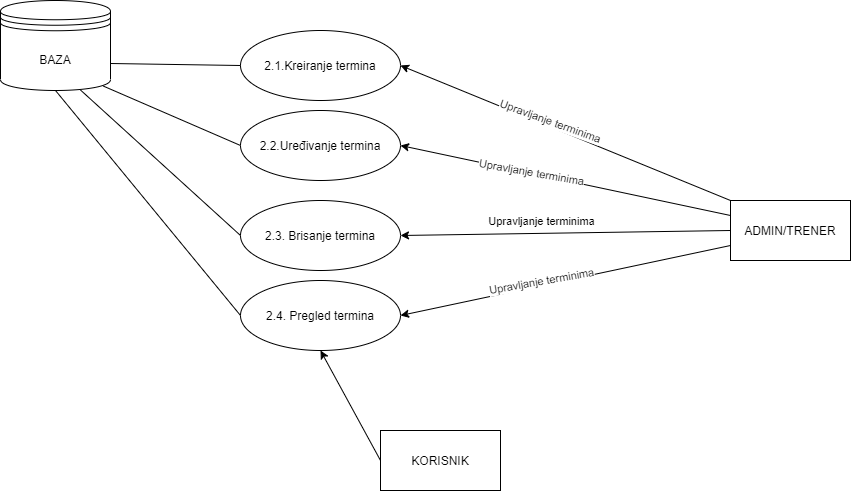 BAZA
2.1.Kreiranje termina
Upravljanje terminima
2.2.Uređivanje termina
Upravljanje terminima
2.3. Brisanje termina
Upravljanje terminima
ADMIN/TRENER
2.4. Pregled termina
Upravljanje terminima
KORISNIK